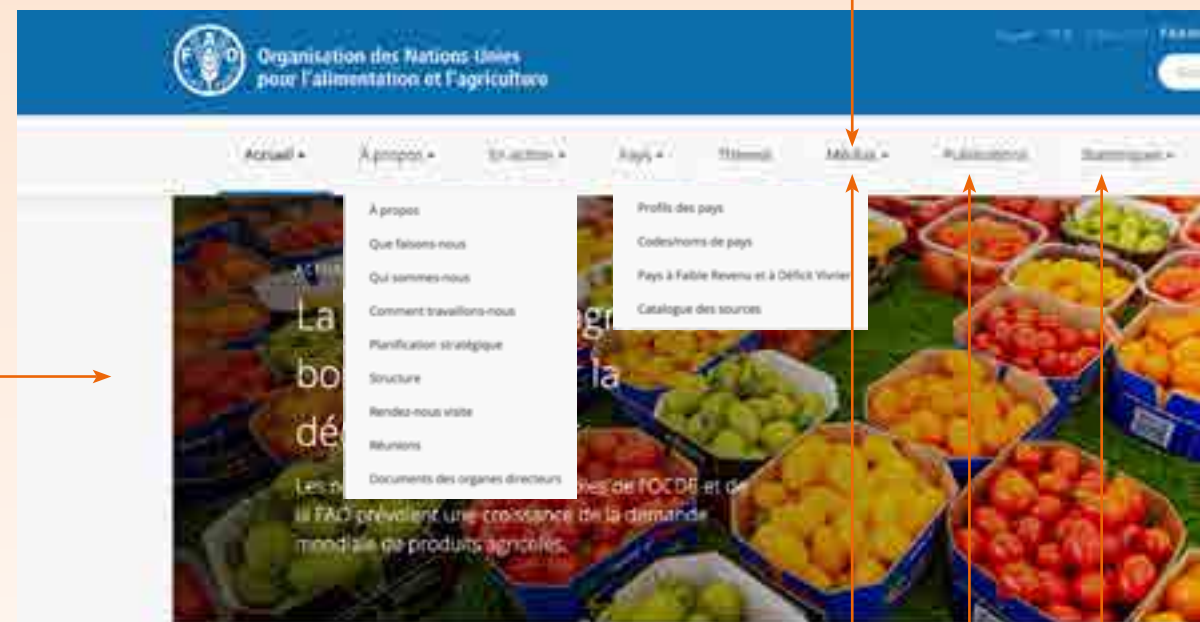 FAO
Organisation des Nations Unies
pour l'alimentation et l'agriculture
Accueil À propos En action Pays Thèmes Médias Publications Statistiques
À propos
Que faisons-nous
Qui sommes-nous
Comment travaillons-nous
Planification stratégique
Structure
Rendez-nous visite
Réunions
Documents des organes directeurs
Profils des pays
Codes/noms de pays
Pays à Faible Revenu et à Déficit Vivrier
Catalogue des sources
La
bo la
dé
Les de l'OCDE et de
la FAO prévoient une croissance de la demande
mondiale de produits agricoles.